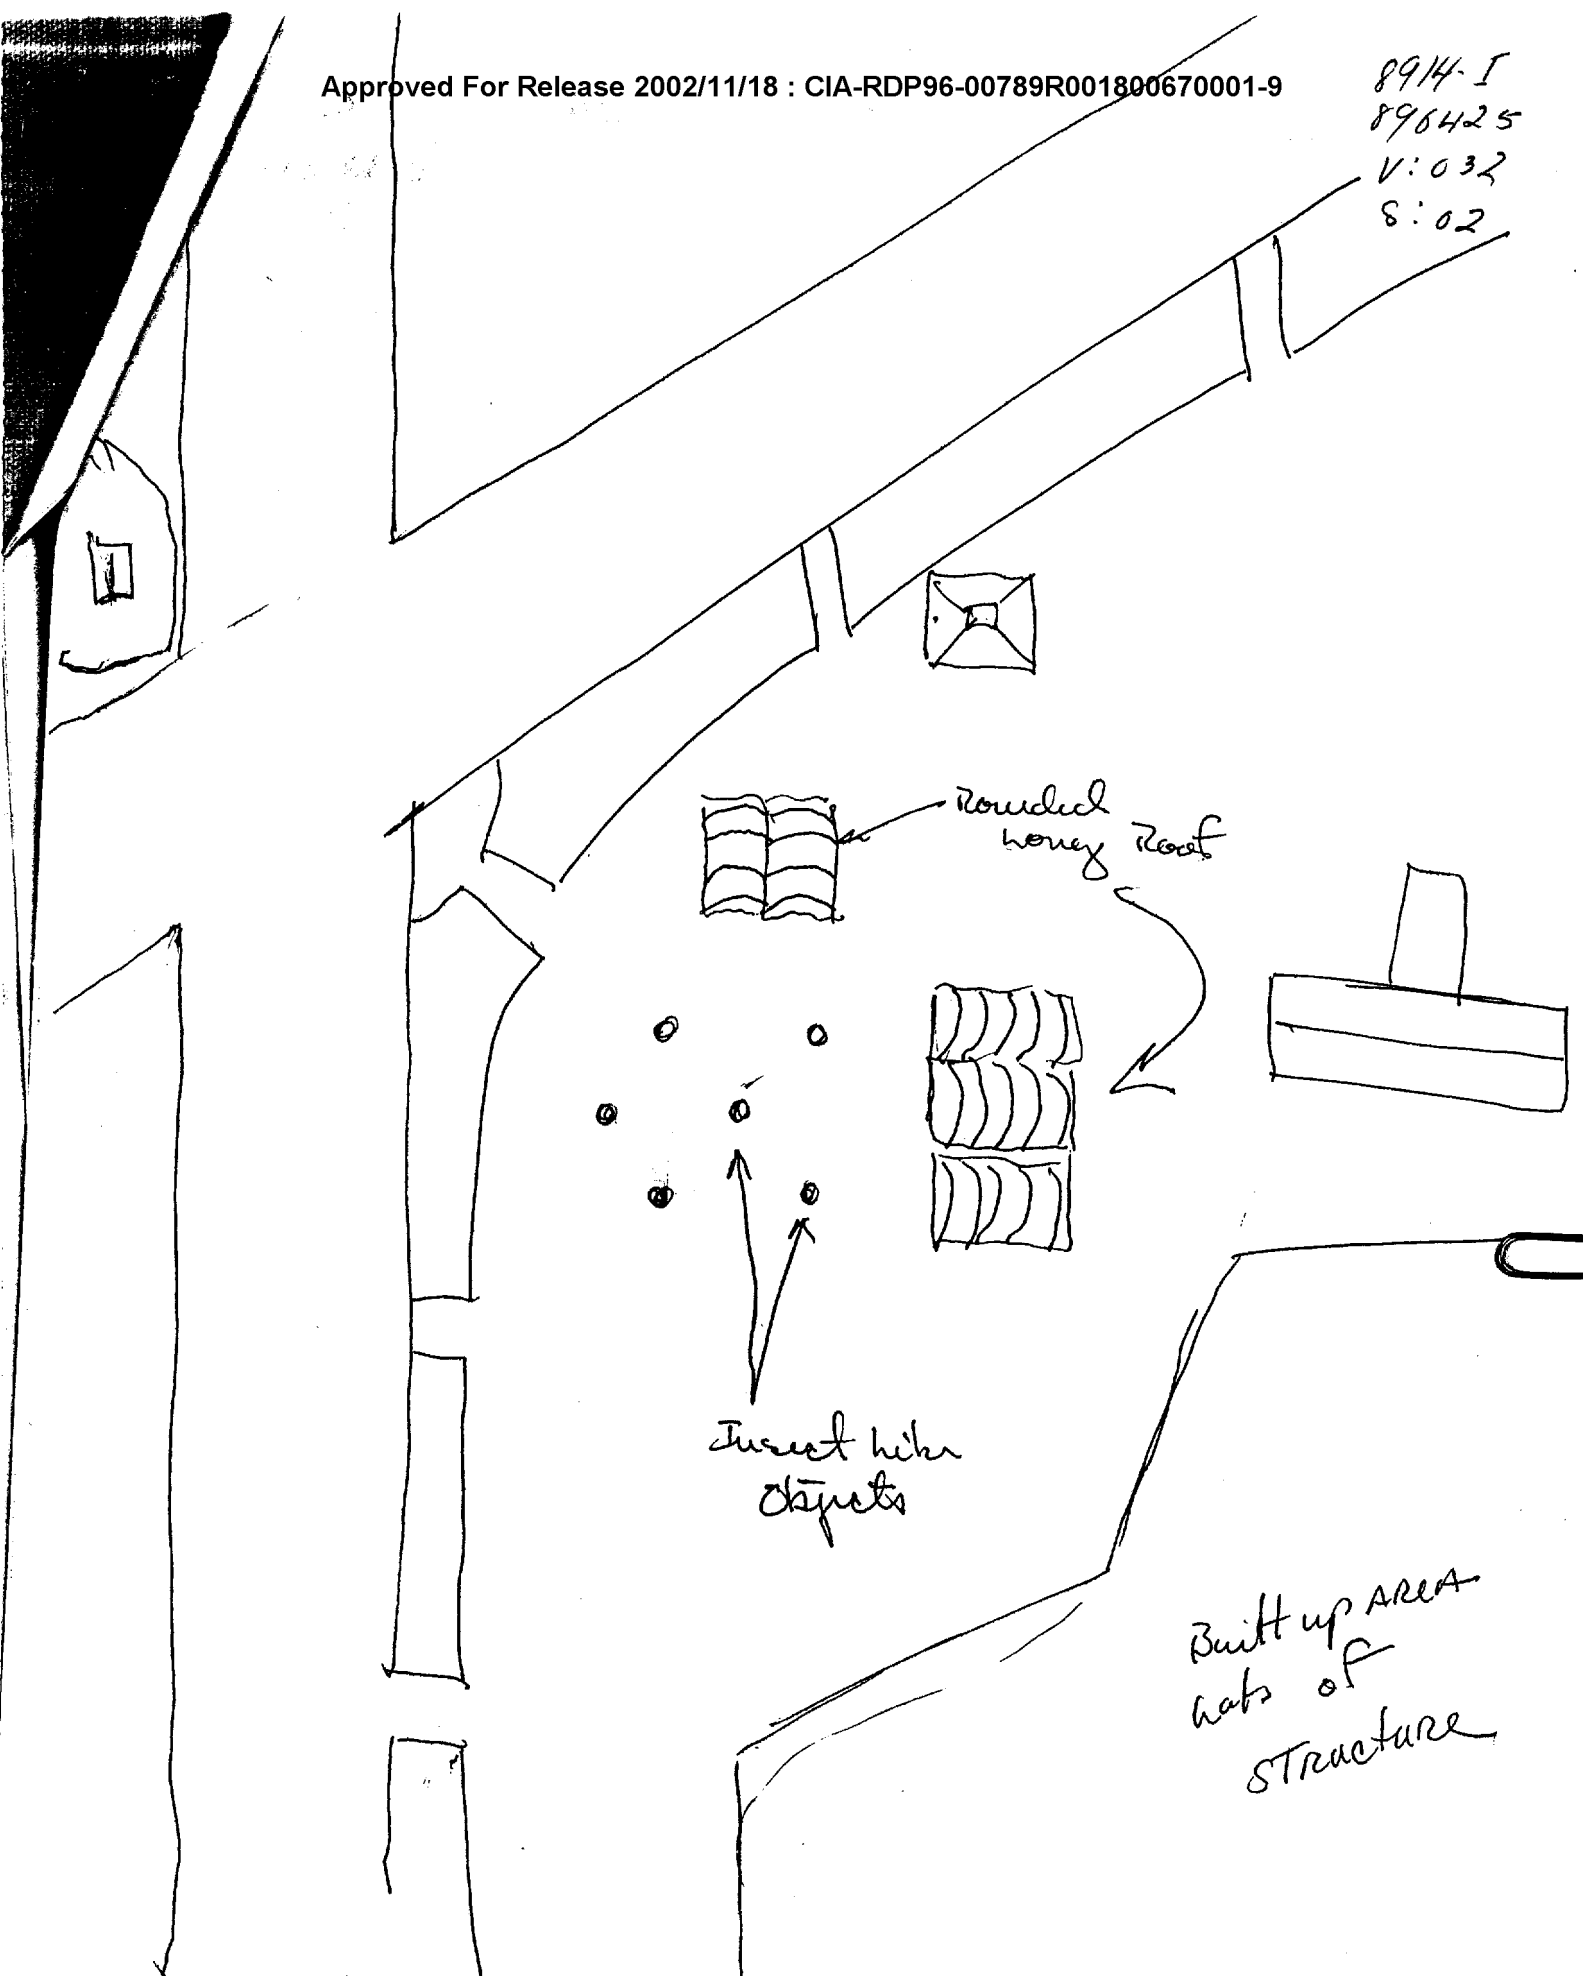 Approved For Release 2002/11/18 : CIA-RDP96-00789R001800670001-9
8914-I
896425
V: 032
S: 02
Rounded
Long Roof
Insect Like
Objects
Built up AREA
Lots of
STRUCTURE